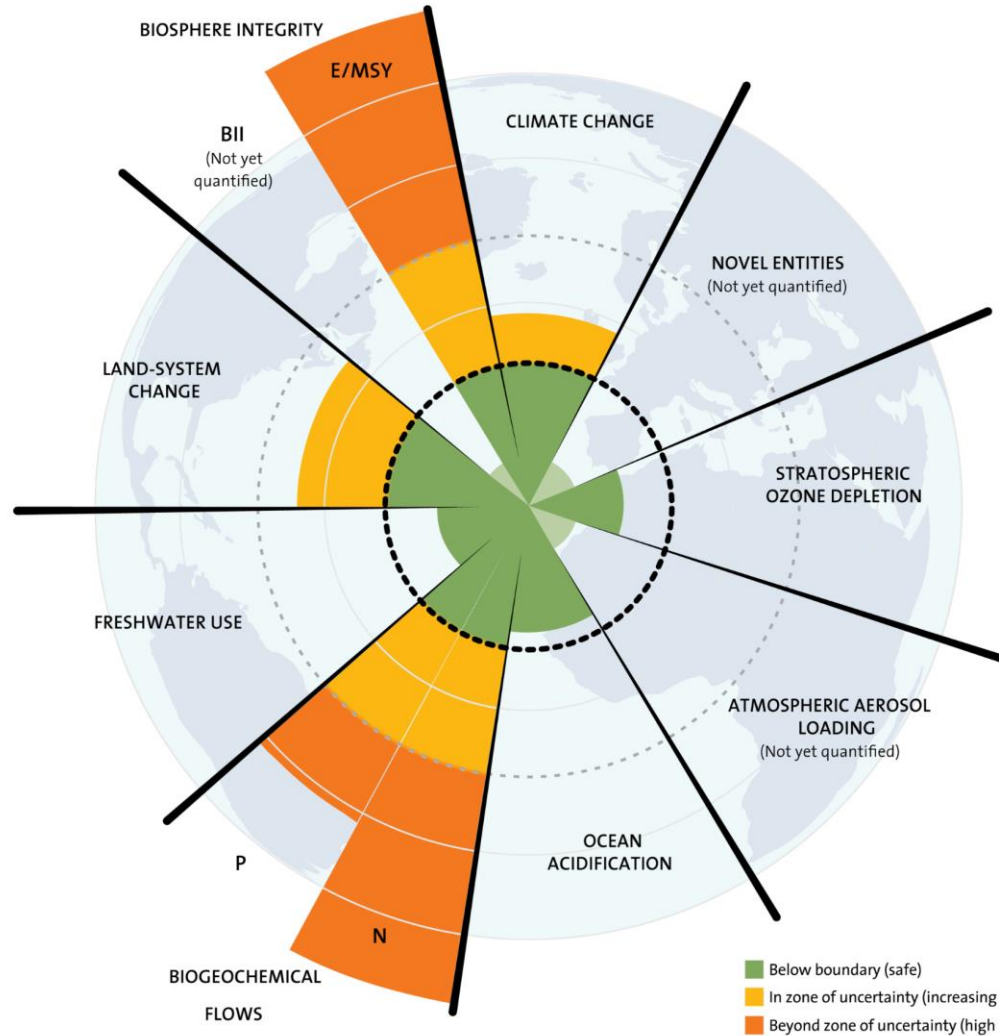 BIOSPHERE INTEGRITY
E/MSY
CLIMATE CHANGE
BII
(Not yet
quantified)
NOVEL ENTITIES
(Not yet quantified)
LAND-SYSTEM
CHANGE
STRATOSPHERIC
OZONE DEPLETION
FRESHWATER USE
ATMOSPHERIC AEROSOL
LOADING
(Not yet quantified)
OCEAN
ACIDIFICATION
P
N
BIOGEOCHEMICAL
FLOWS
Below boundary (safe)
In zone of uncertainty (increasing
Beyond zone of uncertainty (high